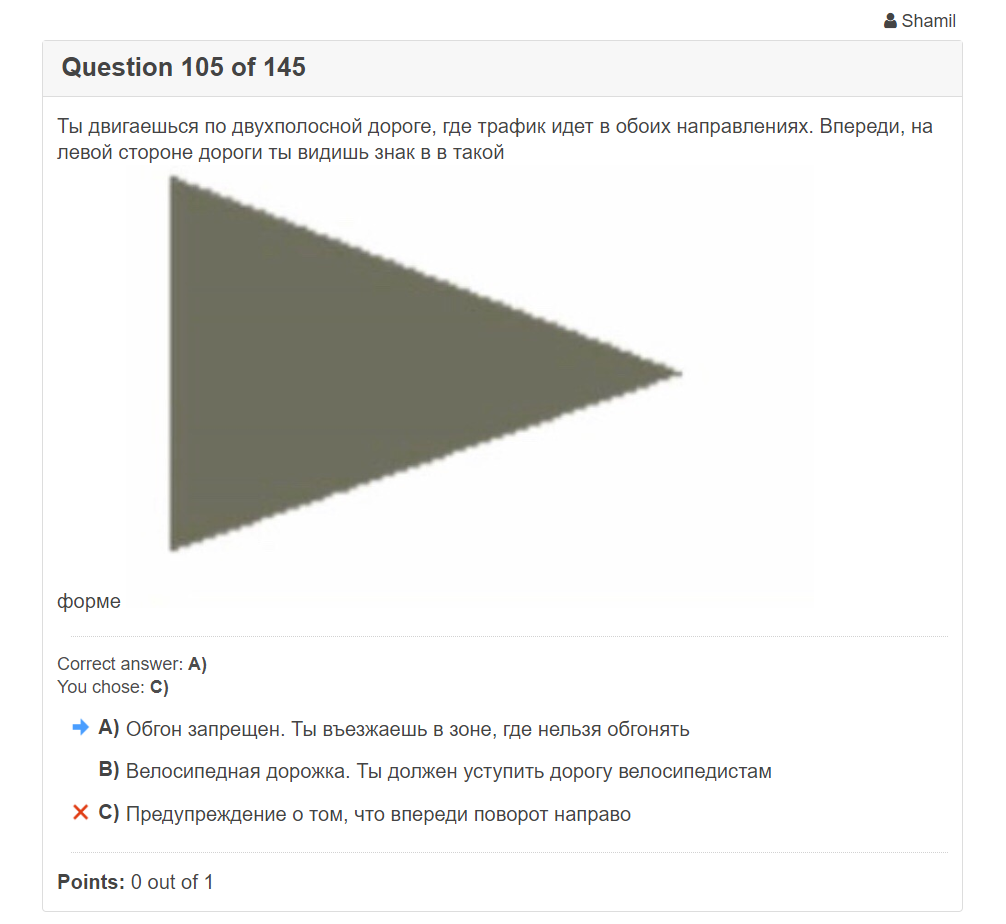 Shamil
Question 105 of 145
Ты двигаешься по двухполосной дороге, где трафик идет в обоих направлениях. Впереди, на
левой стороне дороги ты видишь знак в в такой
форме
Correct answer: A)
You chose: C)
A) Обгон запрещен. Ты въезжаешь в зоне, где нельзя обгонять
B) Велосипедная дорожка. Ты должен уступить дорогу велосипедистам
C) Предупреждение о том, что впереди поворот направо
Points: 0 out of 1